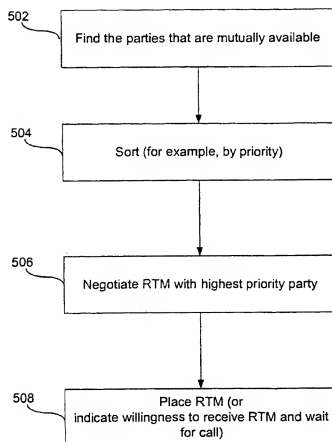 502
Find the parties that are mutually available
504
Sort (for example, by priority)
506
Negotiate RTM with highest priority party
508
Place RTM (or
indicate willingness to receive RTM and wait
for call)